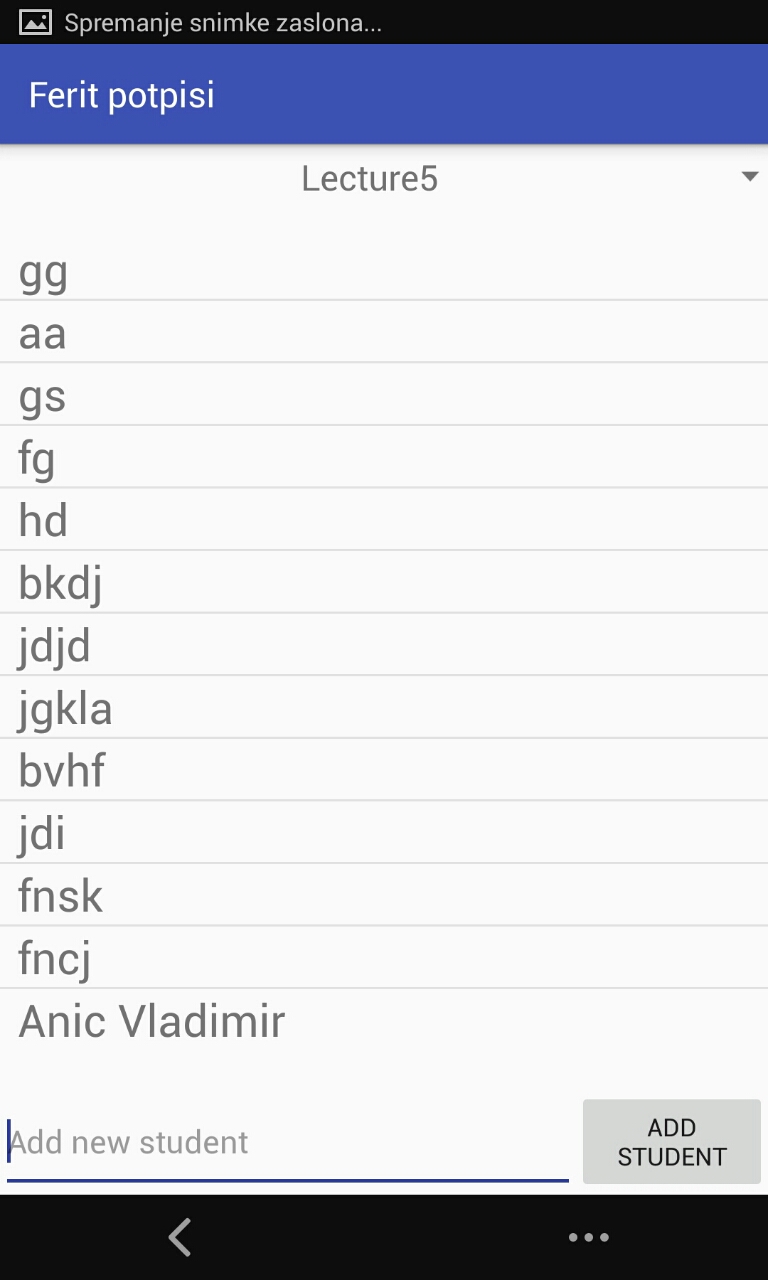 Spremanje snimke zaslona...
Ferit potpisi
Lecture5
gg
aa
gs
fg
hd
bkdj
jdjd
jgkla
bvhf
jdi
fnsk
fncj
Anic Vladimir
Add new student
ADD
STUDENT